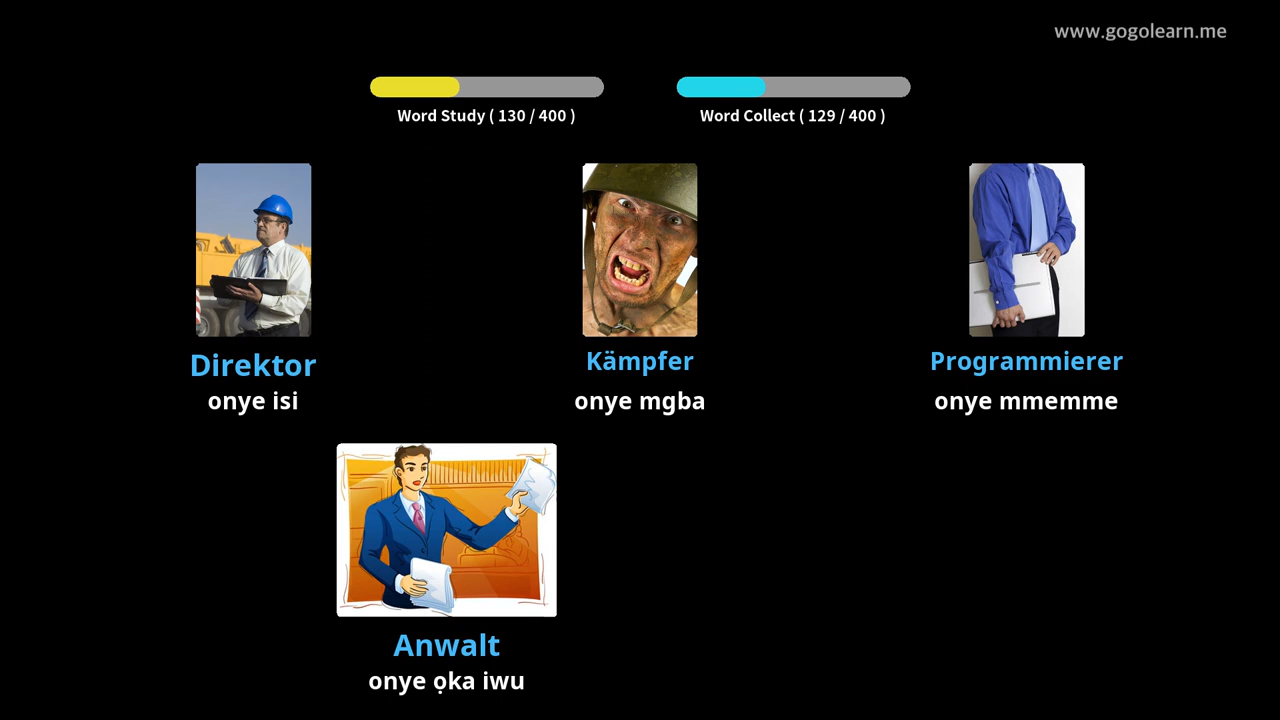 www.gogolearn.me
Word Study ( 130 / 400 )
Word Collect ( 129 / 400 )
Direktor
onye isi
Kämpfer
onye mgba
Programmierer
onye mmemme
Anwalt
onye ọka iwu